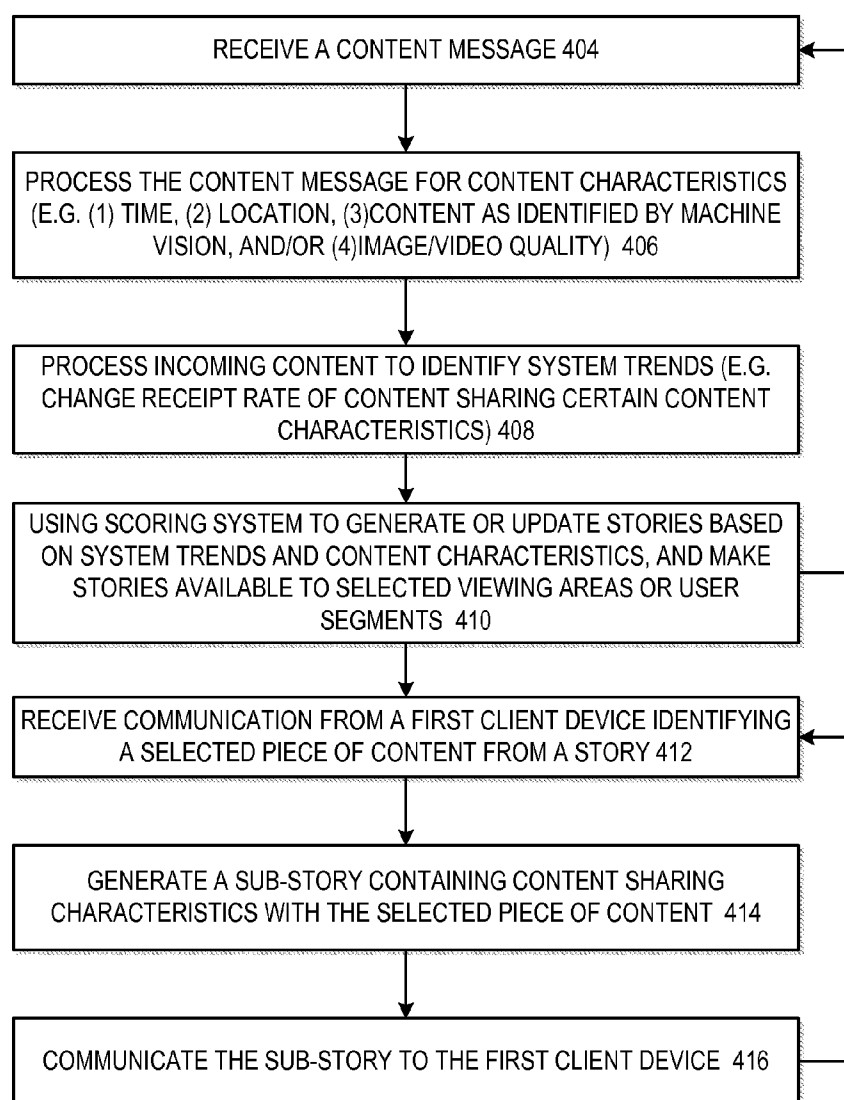 RECEIVE A CONTENT MESSAGE 404
PROCESS THE CONTENT MESSAGE FOR CONTENT CHARACTERISTICS
(E.G. (1) TIME, (2) LOCATION, (3)CONTENT AS IDENTIFIED BY MACHINE
VISION, AND/OR (4)IMAGE/VIDEO QUALITY) 406
PROCESS INCOMING CONTENT TO IDENTIFY SYSTEM TRENDS (E.G.
CHANGE RECEIPT RATE OF CONTENT SHARING CERTAIN CONTENT
CHARACTERISTICS) 408
USING SCORING SYSTEM TO GENERATE OR UPDATE STORIES BASED
ON SYSTEM TRENDS AND CONTENT CHARACTERISTICS, AND MAKE
STORIES AVAILABLE TO SELECTED VIEWING AREAS OR USER
SEGMENTS 410
RECEIVE COMMUNICATION FROM A FIRST CLIENT DEVICE IDENTIFYING
A SELECTED PIECE OF CONTENT FROM A STORY 412
GENERATE A SUB-STORY CONTAINING CONTENT SHARING
CHARACTERISTICS WITH THE SELECTED PIECE OF CONTENT 414
COMMUNICATE THE SUB-STORY TO THE FIRST CLIENT DEVICE 416